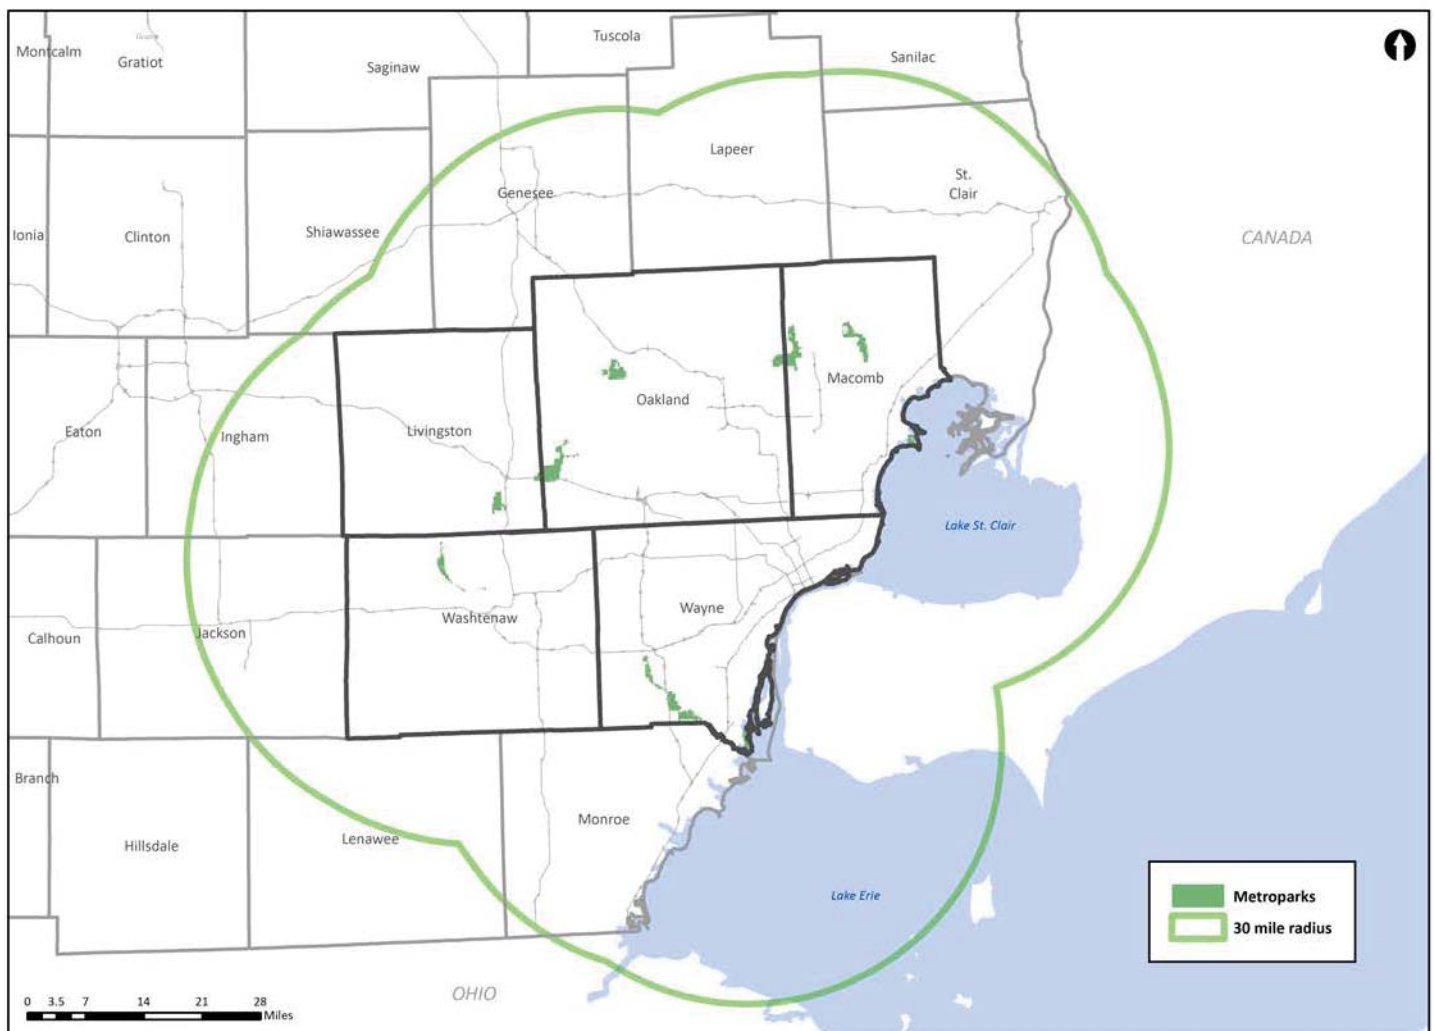 Tuscola
Montcalm
Gratiot
Saginaw
Sanilac
Lapeer
St.
Clair
Genesee
Ionia
Clinton
Shiawassee
CANADA
Macomb
Oakland
Eaton
Ingham
Livingston
Lake St. Clair
Wayne
Washtenaw
Calhoun
Jackson
Branch
Monroe
Hillsdale
Lenawee
Lake Erie
Metroparks
30 mile radius
OHIO
0 3.5 7 14 21 28
Miles